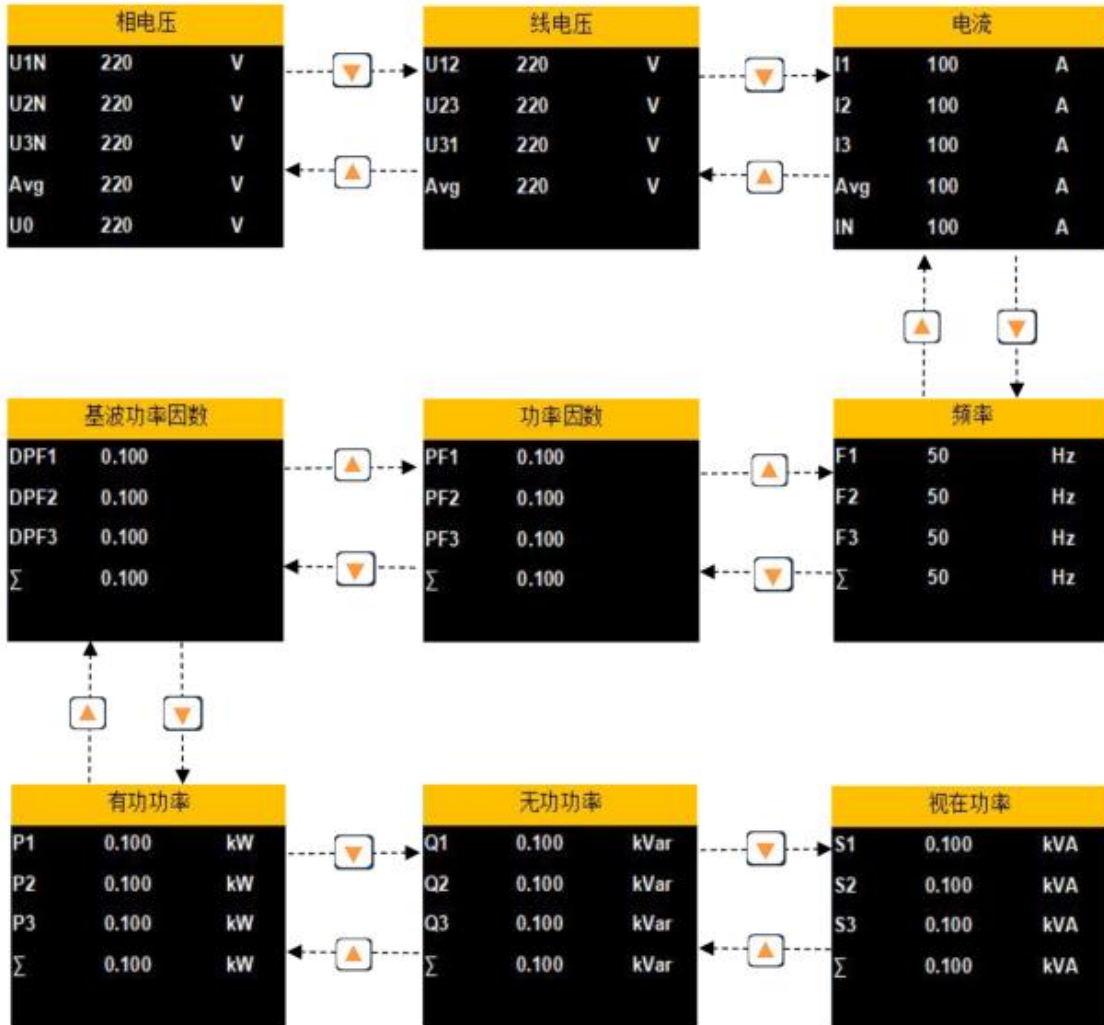 相电压
U1N 220 V
U2N 220 V
U3N 220 V
Avg 220 V
U0 220 V
线电压
U12 220 V
U23 220 V
U31 220 V
Avg 220 V
电流
I1 100 A
I2 100 A
I3 100 A
Avg 100 A
IN 100 A
基波功率因数
DPF1 0.100
DPF2 0.100
DPF3 0.100
∑ 0.100
功率因数
PF1 0.100
PF2 0.100
PF3 0.100
∑ 0.100
频率
F1 50 Hz
F2 50 Hz
F3 50 Hz
∑ 50 Hz
有功功率
P1 0.100 kW
P2 0.100 kW
P3 0.100 kW
∑ 0.100 kW
无功功率
Q1 0.100 kVar
Q2 0.100 kVar
Q3 0.100 kVar
∑ 0.100 kVar
视在功率
S1 0.100 kVA
S2 0.100 kVA
S3 0.100 kVA
∑ 0.100 kVA